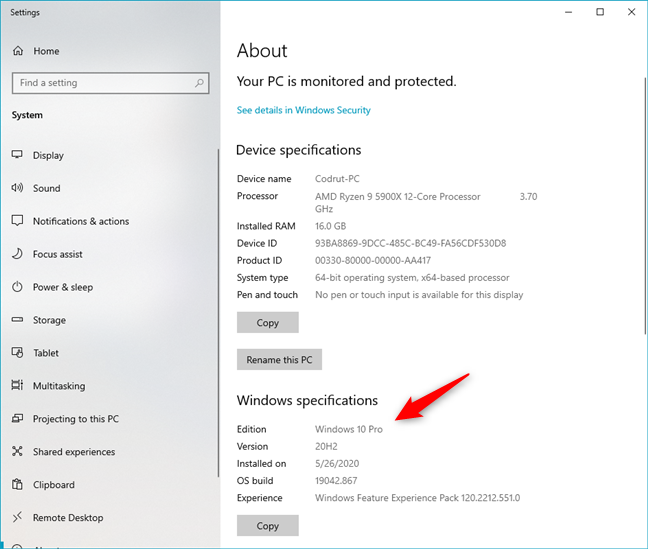 Settings
Home
Find a setting
System
Display
Sound
Notifications & actions
Focus assist
Power & sleep
Storage
Tablet
Multitasking
Projecting to this PC
Shared experiences
Clipboard
Remote Desktop
About
Your PC is monitored and protected.
See details in Windows Security
Device specifications
Device name Codrut-PC
Processor AMD Ryzen 9 5900X 12-Core Processor 3.70
GHz
Installed RAM 16.0 GB
Device ID 93BA8869-9DCC-485C-BC49-FA56CDF530D8
Product ID 00330-80000-00000-AA417
System type 64-bit operating system, x64-based processor
Pen and touch No pen or touch input is available for this display
Copy
Rename this PC
Windows specifications
Edition Windows 10 Pro
Version 20H2
Installed on 5/26/2020
OS build 19042.867
Experience Windows Feature Experience Pack 120.2212.551.0
Copy